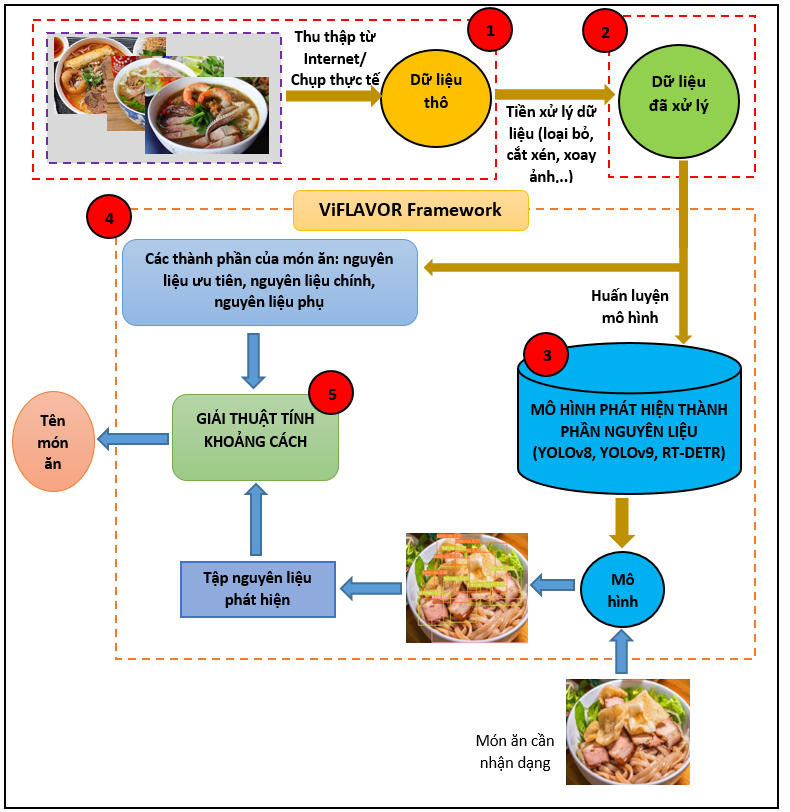 1
2
Thu thập từ
Internet/
Chụp thực tế
Dữ liệu
thô
Dữ liệu
đã xử lý
Tiền xử lý dữ
liệu (loại bỏ,
cắt xén, xoay
ảnh,..)
ViFLAVOR Framework
4
Các thành phần của món ăn: nguyên
liệu ưu tiên, nguyên liệu chính,
nguyên liệu phụ
Huấn luyện
mô hình
3
MÔ HÌNH PHÁT HIỆN THÀNH
PHẦN NGUYÊN LIỆU
(YOLOv8, YOLOv9, RT-DETR)
5
GIẢI THUẬT TÍNH
KHOẢNG CÁCH
Tên
món
ăn
Tập nguyên liệu
phát hiện
Mô
hình
Món ăn cần
nhận dạng